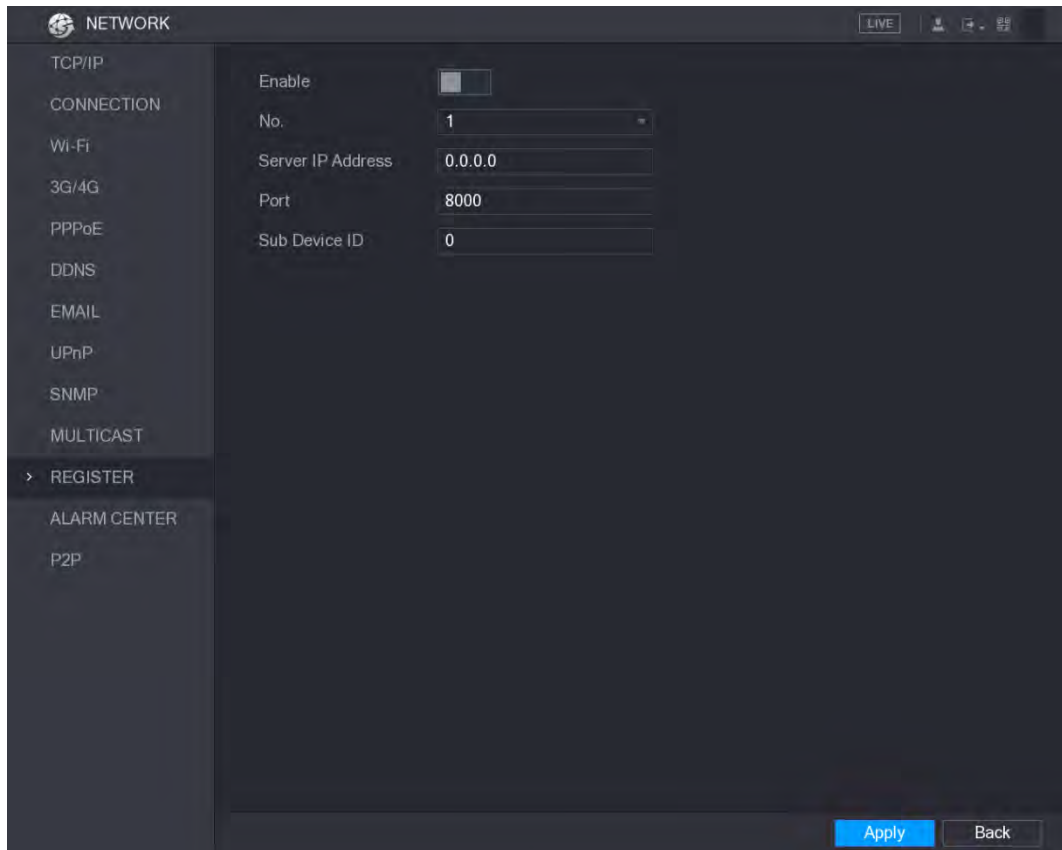 NETWORK
LIVE
TCP/IP
CONNECTION
Wi-Fi
3G/4G
PPPoE
DDNS
EMAIL
UPnP
SNMP
MULTICAST
> REGISTER
ALARM CENTER
P2P
Enable
No. 1
Server IP Address 0.0.0.0
Port 8000
Sub Device ID 0
Apply Back